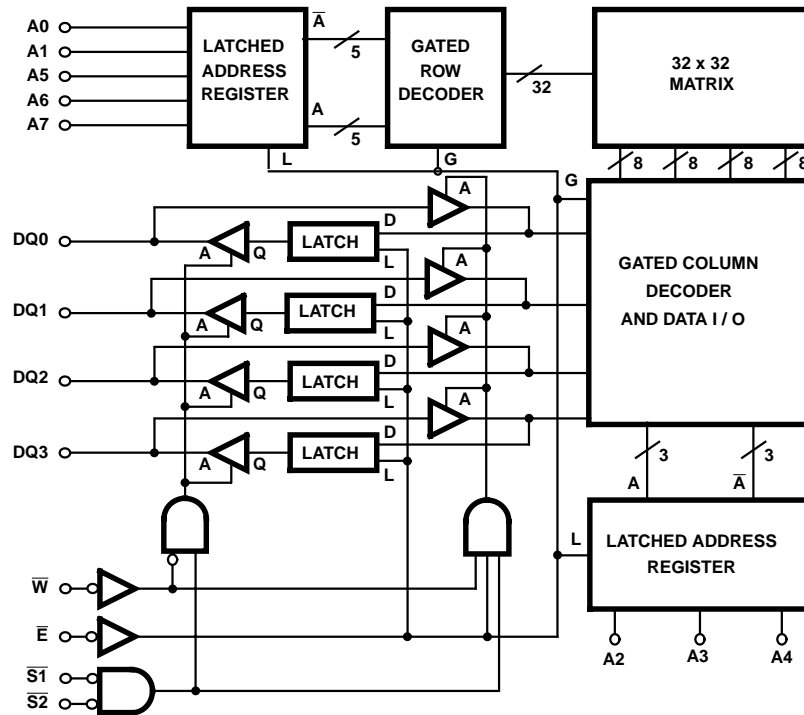 A0
A1
A5
A6
A7
LATCHED
ADDRESS
REGISTER
A̅
5
A
5
L
GATED
ROW
DECODER
G
32
32 x 32
MATRIX
8
8
8
8
G
GATED COLUMN
DECODER
AND DATA I / O
DQ0
A
Q
LATCH
D
L
A
DQ1
A
Q
LATCH
D
L
A
DQ2
A
Q
LATCH
D
L
A
DQ3
A
Q
LATCH
D
L
A
3
3
A
A̅
L
LATCHED ADDRESS
REGISTER
A2
A3
A4
W̅
E̅
S̅1̅
S̅2̅